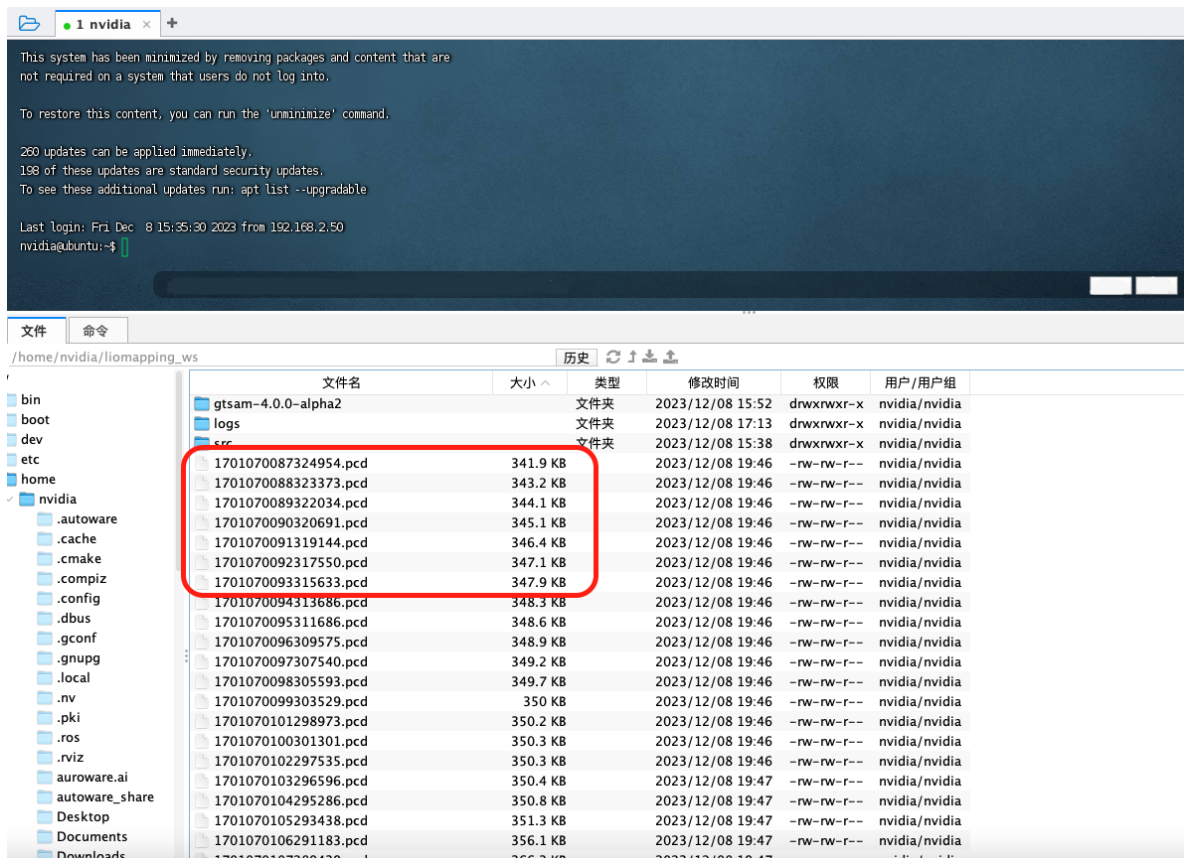 1 nvidia × +
This system has been minimized by removing packages and content that are
not required on a system that users do not log into.
To restore this content, you can run the 'unminimize' command.
260 updates can be applied immediately.
198 of these updates are standard security updates.
To see these additional updates run: apt list --upgradable
Last login: Fri Dec  8 15:35:30 2023 from 192.168.2.50
nvidia@ubuntu:~$
文件 命令
/home/nvidia/liomapping_ws 历史
/
bin
boot
dev
etc
home
nvidia
.autoware
.cache
.cmake
.compiz
.config
.dbus
.gconf
.gnupg
.local
.nv
.pki
.ros
.rviz
auroware.ai
autoware_share
Desktop
Documents
Downloads
文件名 大小 类型 修改时间 权限 用户/用户组
gtsam-4.0.0-alpha2 文件夹 2023/12/08 15:52 drwxrwxr-x nvidia/nvidia
logs 文件夹 2023/12/08 17:13 drwxrwxr-x nvidia/nvidia
src 文件夹 2023/12/08 15:38 drwxrwxr-x nvidia/nvidia
1701070087324954.pcd 341.9 KB 2023/12/08 19:46 -rw-rw-r-- nvidia/nvidia
1701070088323373.pcd 343.2 KB 2023/12/08 19:46 -rw-rw-r-- nvidia/nvidia
1701070089322034.pcd 344.1 KB 2023/12/08 19:46 -rw-rw-r-- nvidia/nvidia
1701070090320691.pcd 345.1 KB 2023/12/08 19:46 -rw-rw-r-- nvidia/nvidia
1701070091319144.pcd 346.4 KB 2023/12/08 19:46 -rw-rw-r-- nvidia/nvidia
1701070092317550.pcd 347.1 KB 2023/12/08 19:46 -rw-rw-r-- nvidia/nvidia
1701070093315633.pcd 347.9 KB 2023/12/08 19:46 -rw-rw-r-- nvidia/nvidia
1701070094313686.pcd 348.3 KB 2023/12/08 19:46 -rw-rw-r-- nvidia/nvidia
1701070095311686.pcd 348.6 KB 2023/12/08 19:46 -rw-rw-r-- nvidia/nvidia
1701070096309575.pcd 348.9 KB 2023/12/08 19:46 -rw-rw-r-- nvidia/nvidia
1701070097307540.pcd 349.2 KB 2023/12/08 19:46 -rw-rw-r-- nvidia/nvidia
1701070098305593.pcd 349.7 KB 2023/12/08 19:46 -rw-rw-r-- nvidia/nvidia
1701070099303529.pcd 350 KB 2023/12/08 19:46 -rw-rw-r-- nvidia/nvidia
1701070101298973.pcd 350.2 KB 2023/12/08 19:46 -rw-rw-r-- nvidia/nvidia
1701070100301301.pcd 350.3 KB 2023/12/08 19:46 -rw-rw-r-- nvidia/nvidia
1701070102297535.pcd 350.3 KB 2023/12/08 19:46 -rw-rw-r-- nvidia/nvidia
1701070103296596.pcd 350.4 KB 2023/12/08 19:47 -rw-rw-r-- nvidia/nvidia
1701070104295286.pcd 350.8 KB 2023/12/08 19:47 -rw-rw-r-- nvidia/nvidia
1701070105293438.pcd 351.3 KB 2023/12/08 19:47 -rw-rw-r-- nvidia/nvidia
1701070106291183.pcd 356.1 KB 2023/12/08 19:47 -rw-rw-r-- nvidia/nvidia